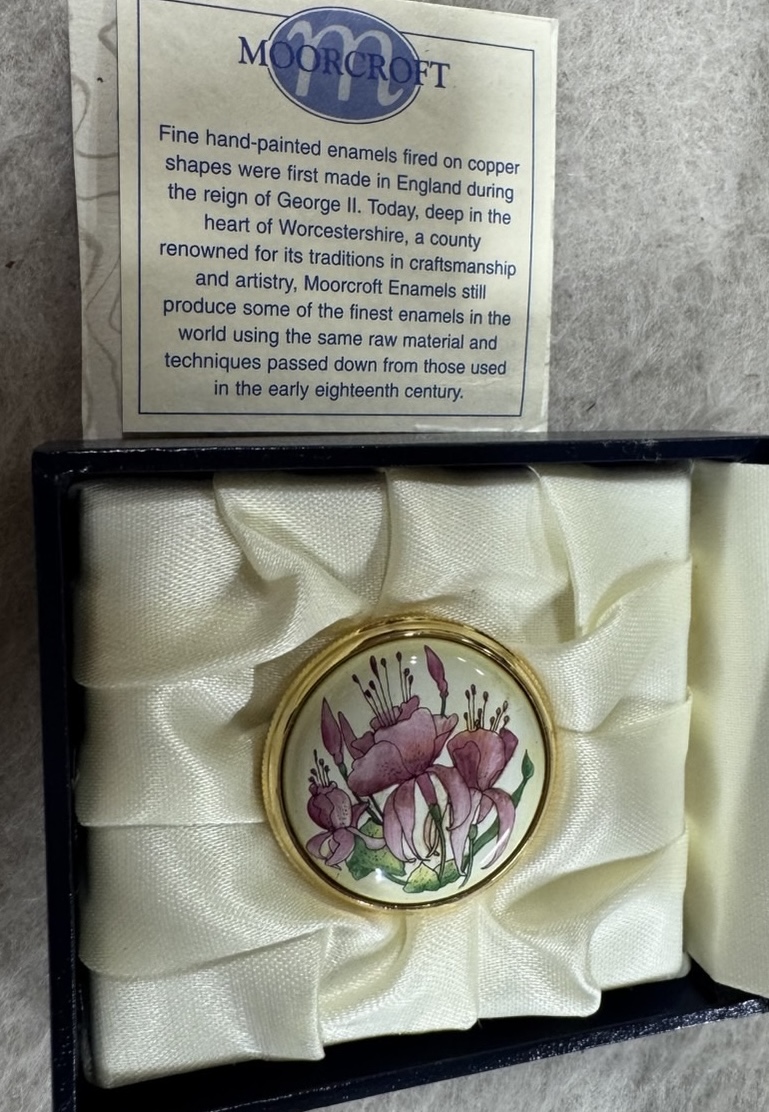 MOORCROFT
Fine hand-painted enamels fired on copper
shapes were first made in England during
the reign of George II. Today, deep in the
heart of Worcestershire, a county
renowned for its traditions in craftsmanship
and artistry, Moorcroft Enamels still
produce some of the finest enamels in the
world using the same raw material and
techniques passed down from those used
in the early eighteenth century.